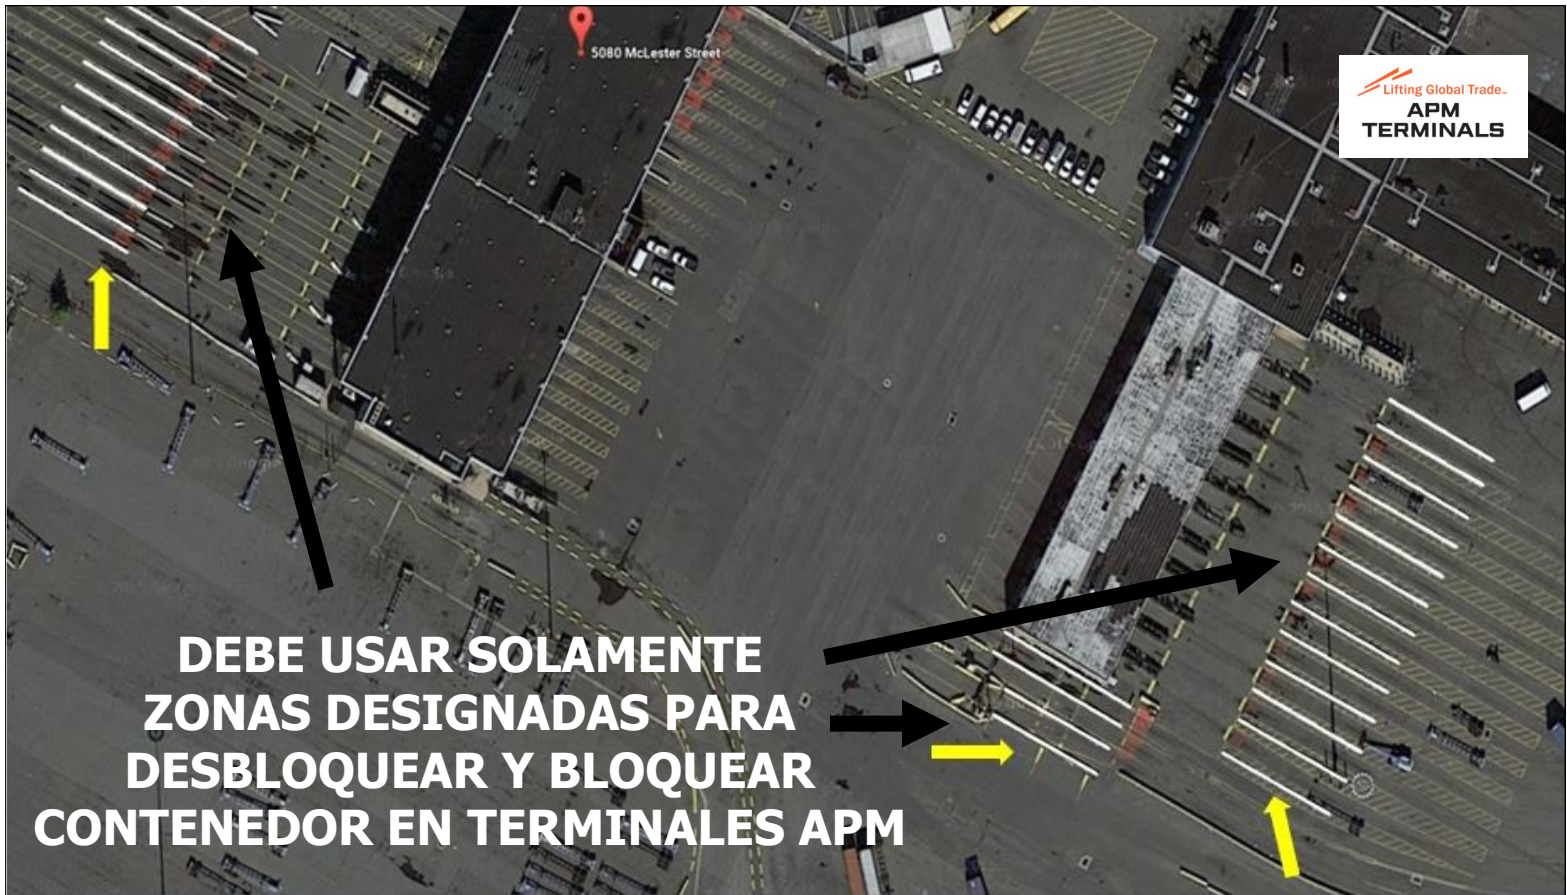 5080 McLester Street
Lifting Global Trade.
APM
TERMINALS
DEBE USAR SOLAMENTE
ZONAS DESIGNADAS PARA
DESBLOQUEAR Y BLOQUEAR
CONTENEDOR EN TERMINALES APM